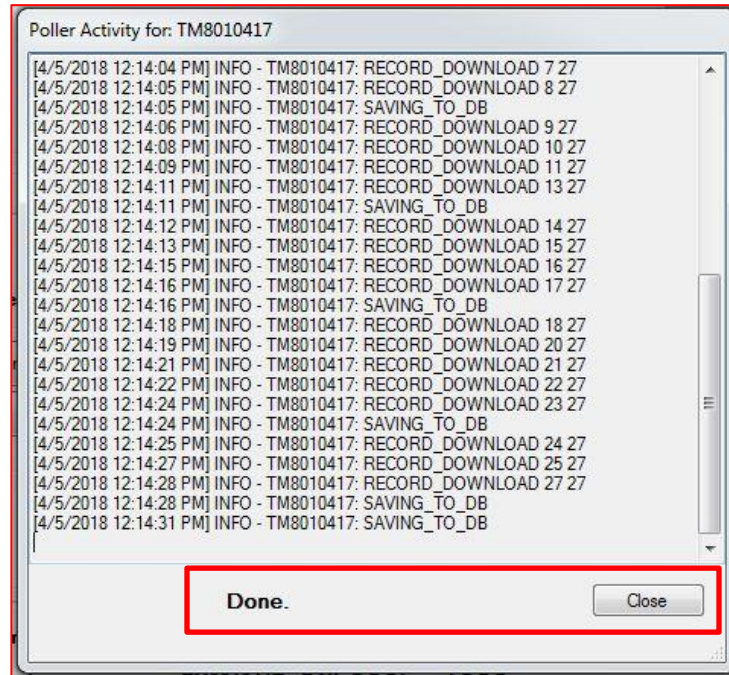 Poller Activity for: TM8010417
[4/5/2018 12:14:04 PM] INFO - TM8010417: RECORD_DOWNLOAD 7 27
[4/5/2018 12:14:05 PM] INFO - TM8010417: RECORD_DOWNLOAD 8 27
[4/5/2018 12:14:05 PM] INFO - TM8010417: SAVING_TO_DB
[4/5/2018 12:14:06 PM] INFO - TM8010417: RECORD_DOWNLOAD 9 27
[4/5/2018 12:14:08 PM] INFO - TM8010417: RECORD_DOWNLOAD 10 27
[4/5/2018 12:14:09 PM] INFO - TM8010417: RECORD_DOWNLOAD 11 27
[4/5/2018 12:14:11 PM] INFO - TM8010417: RECORD_DOWNLOAD 13 27
[4/5/2018 12:14:11 PM] INFO - TM8010417: SAVING_TO_DB
[4/5/2018 12:14:12 PM] INFO - TM8010417: RECORD_DOWNLOAD 14 27
[4/5/2018 12:14:13 PM] INFO - TM8010417: RECORD_DOWNLOAD 15 27
[4/5/2018 12:14:15 PM] INFO - TM8010417: RECORD_DOWNLOAD 16 27
[4/5/2018 12:14:16 PM] INFO - TM8010417: RECORD_DOWNLOAD 17 27
[4/5/2018 12:14:16 PM] INFO - TM8010417: SAVING_TO_DB
[4/5/2018 12:14:18 PM] INFO - TM8010417: RECORD_DOWNLOAD 18 27
[4/5/2018 12:14:19 PM] INFO - TM8010417: RECORD_DOWNLOAD 20 27
[4/5/2018 12:14:21 PM] INFO - TM8010417: RECORD_DOWNLOAD 21 27
[4/5/2018 12:14:22 PM] INFO - TM8010417: RECORD_DOWNLOAD 22 27
[4/5/2018 12:14:24 PM] INFO - TM8010417: RECORD_DOWNLOAD 23 27
[4/5/2018 12:14:24 PM] INFO - TM8010417: SAVING_TO_DB
[4/5/2018 12:14:25 PM] INFO - TM8010417: RECORD_DOWNLOAD 24 27
[4/5/2018 12:14:27 PM] INFO - TM8010417: RECORD_DOWNLOAD 25 27
[4/5/2018 12:14:28 PM] INFO - TM8010417: RECORD_DOWNLOAD 27 27
[4/5/2018 12:14:28 PM] INFO - TM8010417: SAVING_TO_DB
[4/5/2018 12:14:31 PM] INFO - TM8010417: SAVING_TO_DB
Done.
Close